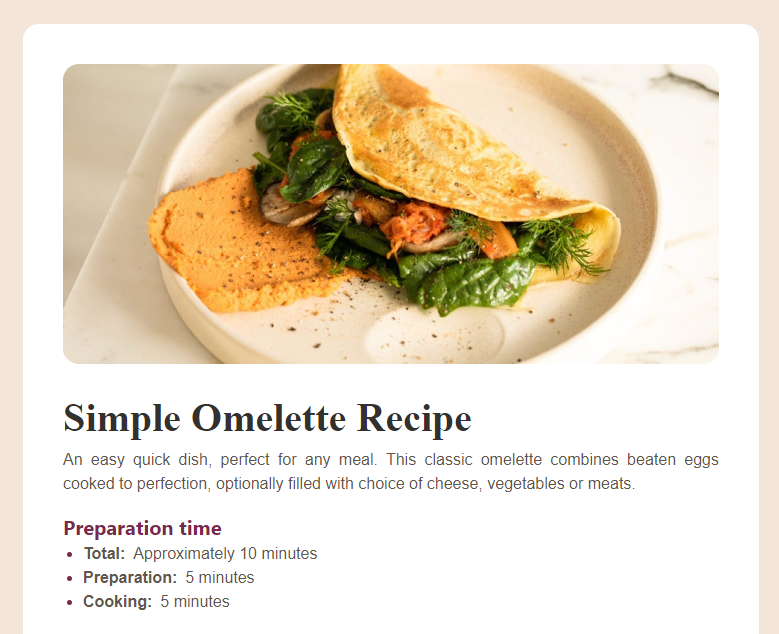 Simple Omelette Recipe
An easy quick dish, perfect for any meal. This classic omelette combines beaten eggs
cooked to perfection, optionally filled with choice of cheese, vegetables or meats.
Preparation time
• Total: Approximately 10 minutes
• Preparation: 5 minutes
• Cooking: 5 minutes